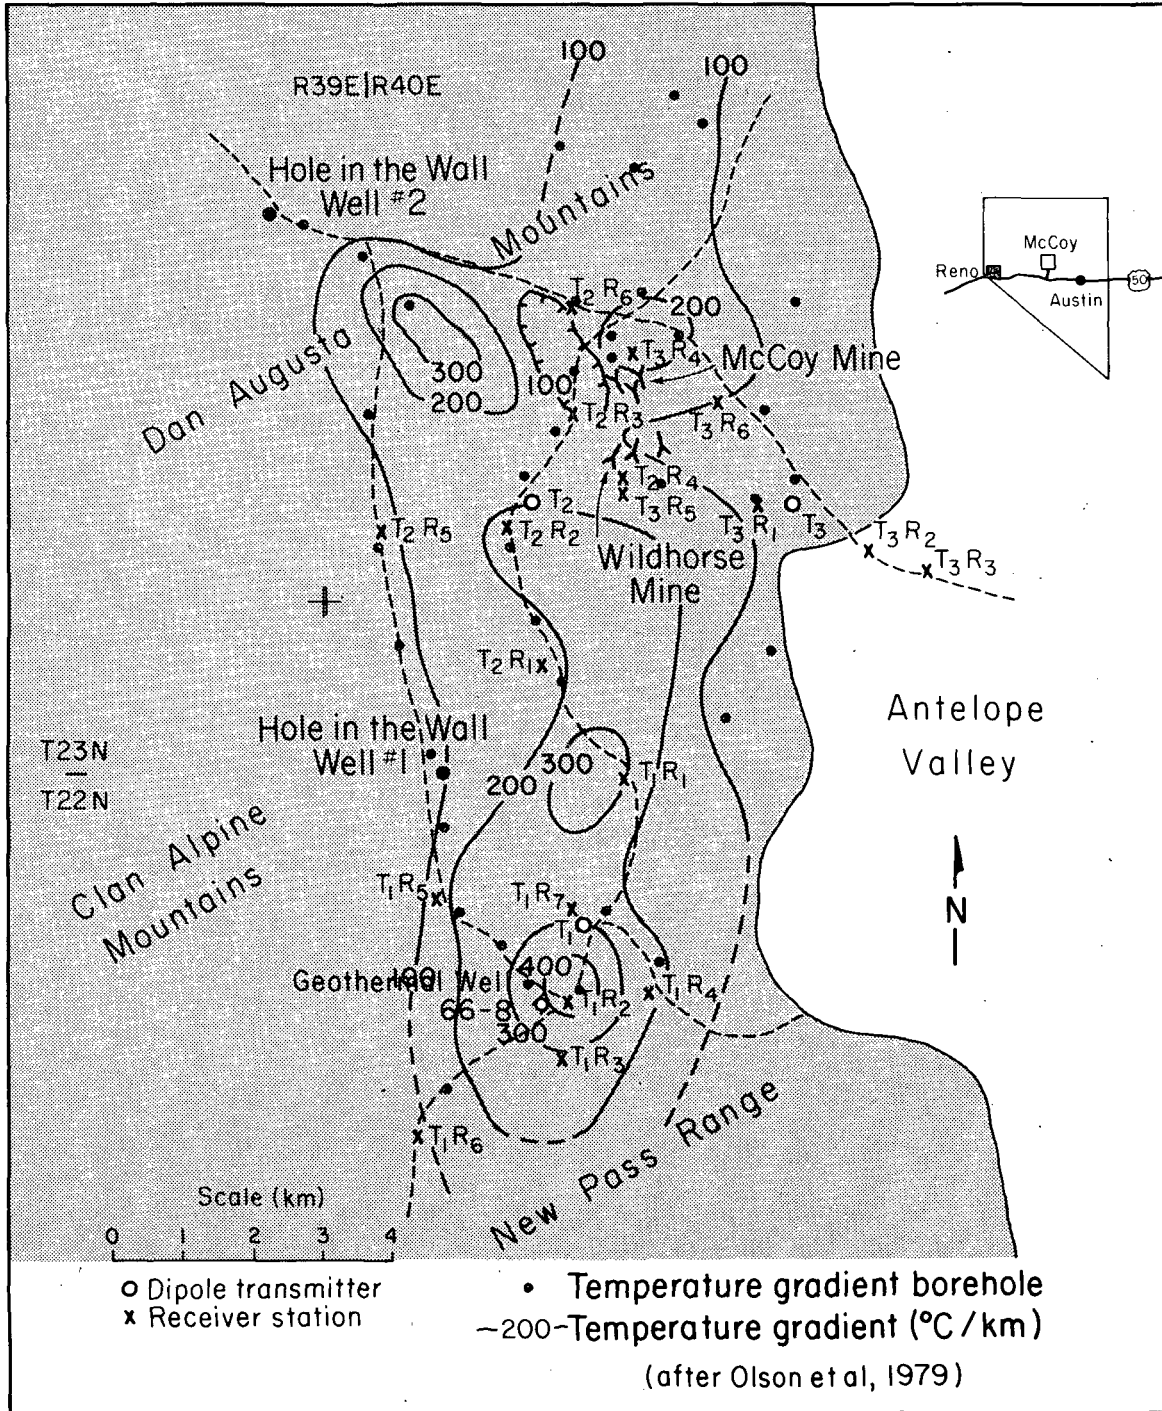 100
100
R39E|R40E
Hole in the Wall
Well #2
Mountains
McCoy
Reno
50
Austin
T2 R6
200
Dan Augusta
T3 R4
McCoy Mine
300
200
100
T2 R3
T3 R6
T2 R4
T2
T3 R5
T3 R1
T3
T2 R5
T2 R2
T3 R2
T3 R3
Wildhorse
Mine
T2 R1
Antelope
Valley
Hole in the Wall
Well #1
T23N
T22N
300
200
T1 R1
Clan Alpine
Mountains
T1 R5
T1 R7
T1
N
400
Geothermal Well
100
66-8
T1 R2
T1 R4
300
T1 R3
T1 R6
New Pass Range
Scale (km)
0 1 2 3 4
Dipole transmitter
Receiver station
Temperature gradient borehole
-200- Temperature gradient (°C/km)
(after Olson et al, 1979)